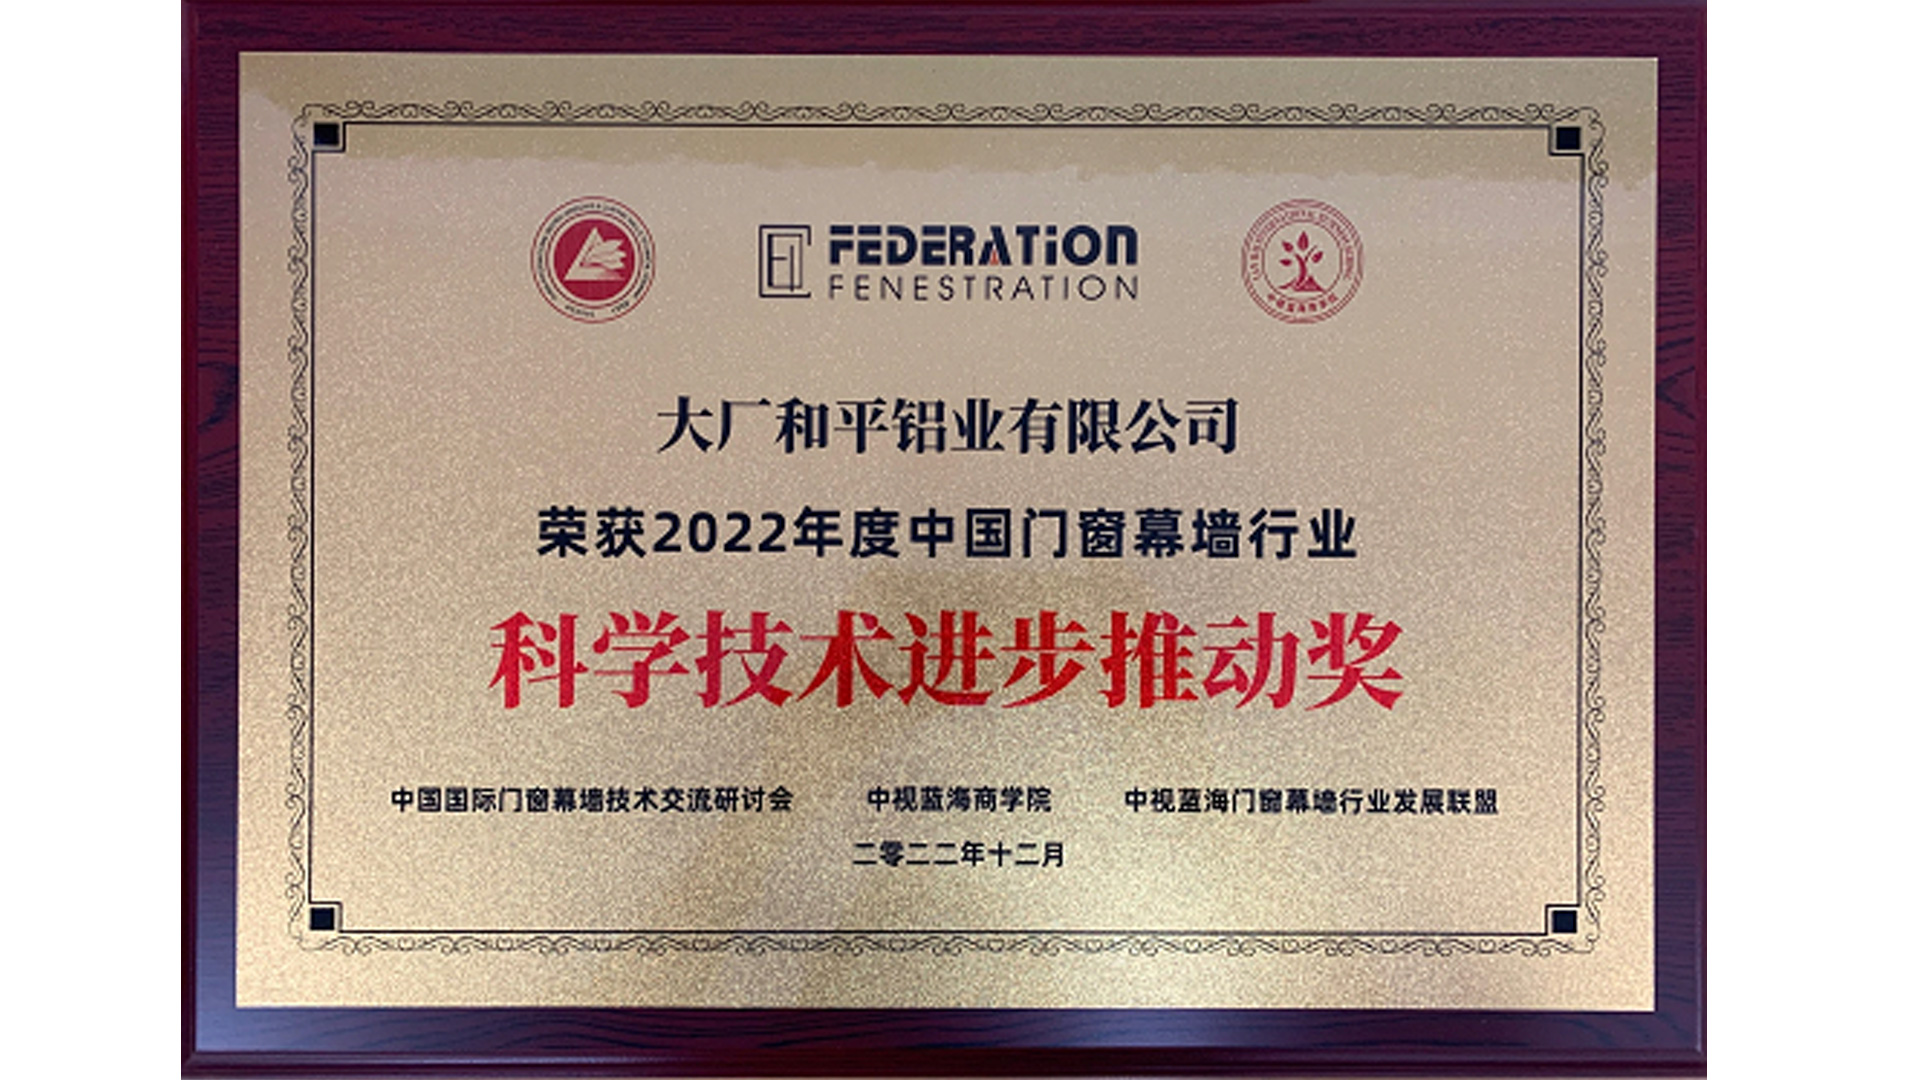 FEDERATiON
FENESTRATION
大厂和平铝业有限公司
荣获2022年度中国门窗幕墙行业
科学技术进步推动奖
中国国际门窗幕墙技术交流研讨会 中视蓝海商学院 中视蓝海门窗幕墙行业发展联盟
二零二二年十二月